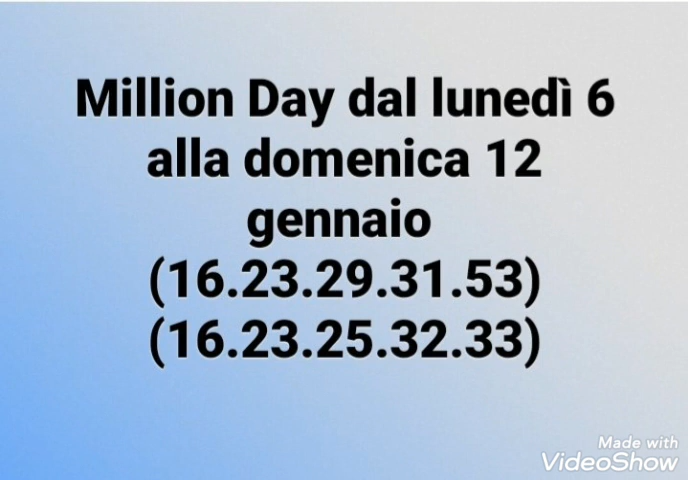 Million Day dal lunedì 6
alla domenica 12
gennaio
(16.23.29.31.53)
(16.23.25.32.33)
Made with
VideoShow